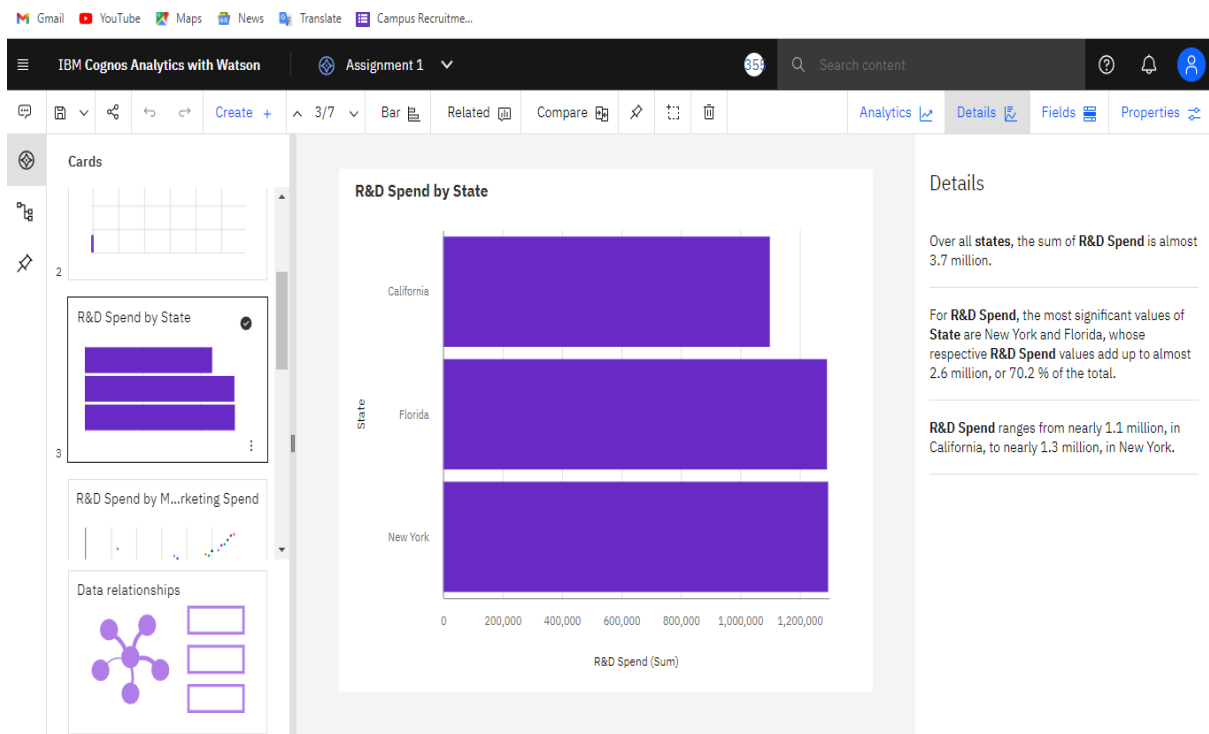 Gmail YouTube Maps News Translate Campus Recruitme...
IBM Cognos Analytics with Watson Assignment 1 355 Search content
Create + 3/7 Bar Related Compare Analytics Details Fields Properties
Cards
2
R&D Spend by State
3
R&D Spend by M...rketing Spend
Data relationships
R&D Spend by State
State
California
Florida
New York
0 200,000 400,000 600,000 800,000 1,000,000 1,200,000
R&D Spend (Sum)
Details
Over all states, the sum of R&D Spend is almost
3.7 million.
For R&D Spend, the most significant values of
State are New York and Florida, whose
respective R&D Spend values add up to almost
2.6 million, or 70.2 % of the total.
R&D Spend ranges from nearly 1.1 million, in
California, to nearly 1.3 million, in New York.